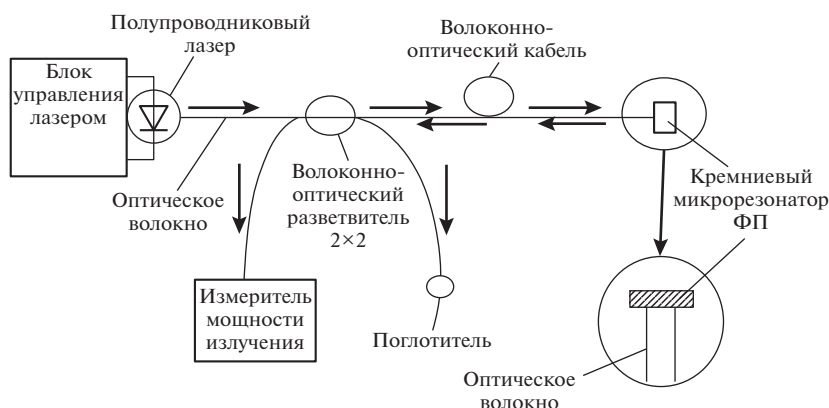 Полупроводниковый
лазер
Волоконно-
оптический кабель
Блок
управления
лазером
Оптическое
волокно
Волоконно-
оптический
разветвитель
2×2
Кремниевый
микрорезонатор
ФП
Измеритель
мощности
излучения
Поглотитель
Оптическое
волокно